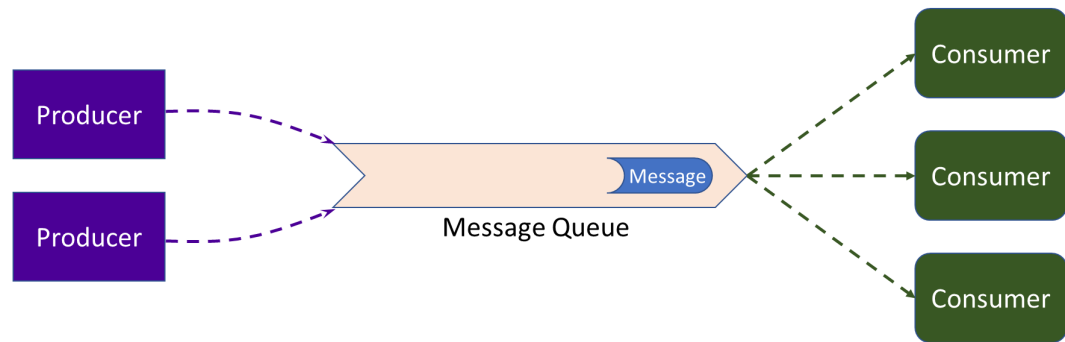 Producer
Producer
Message
Message Queue
Consumer
Consumer
Consumer